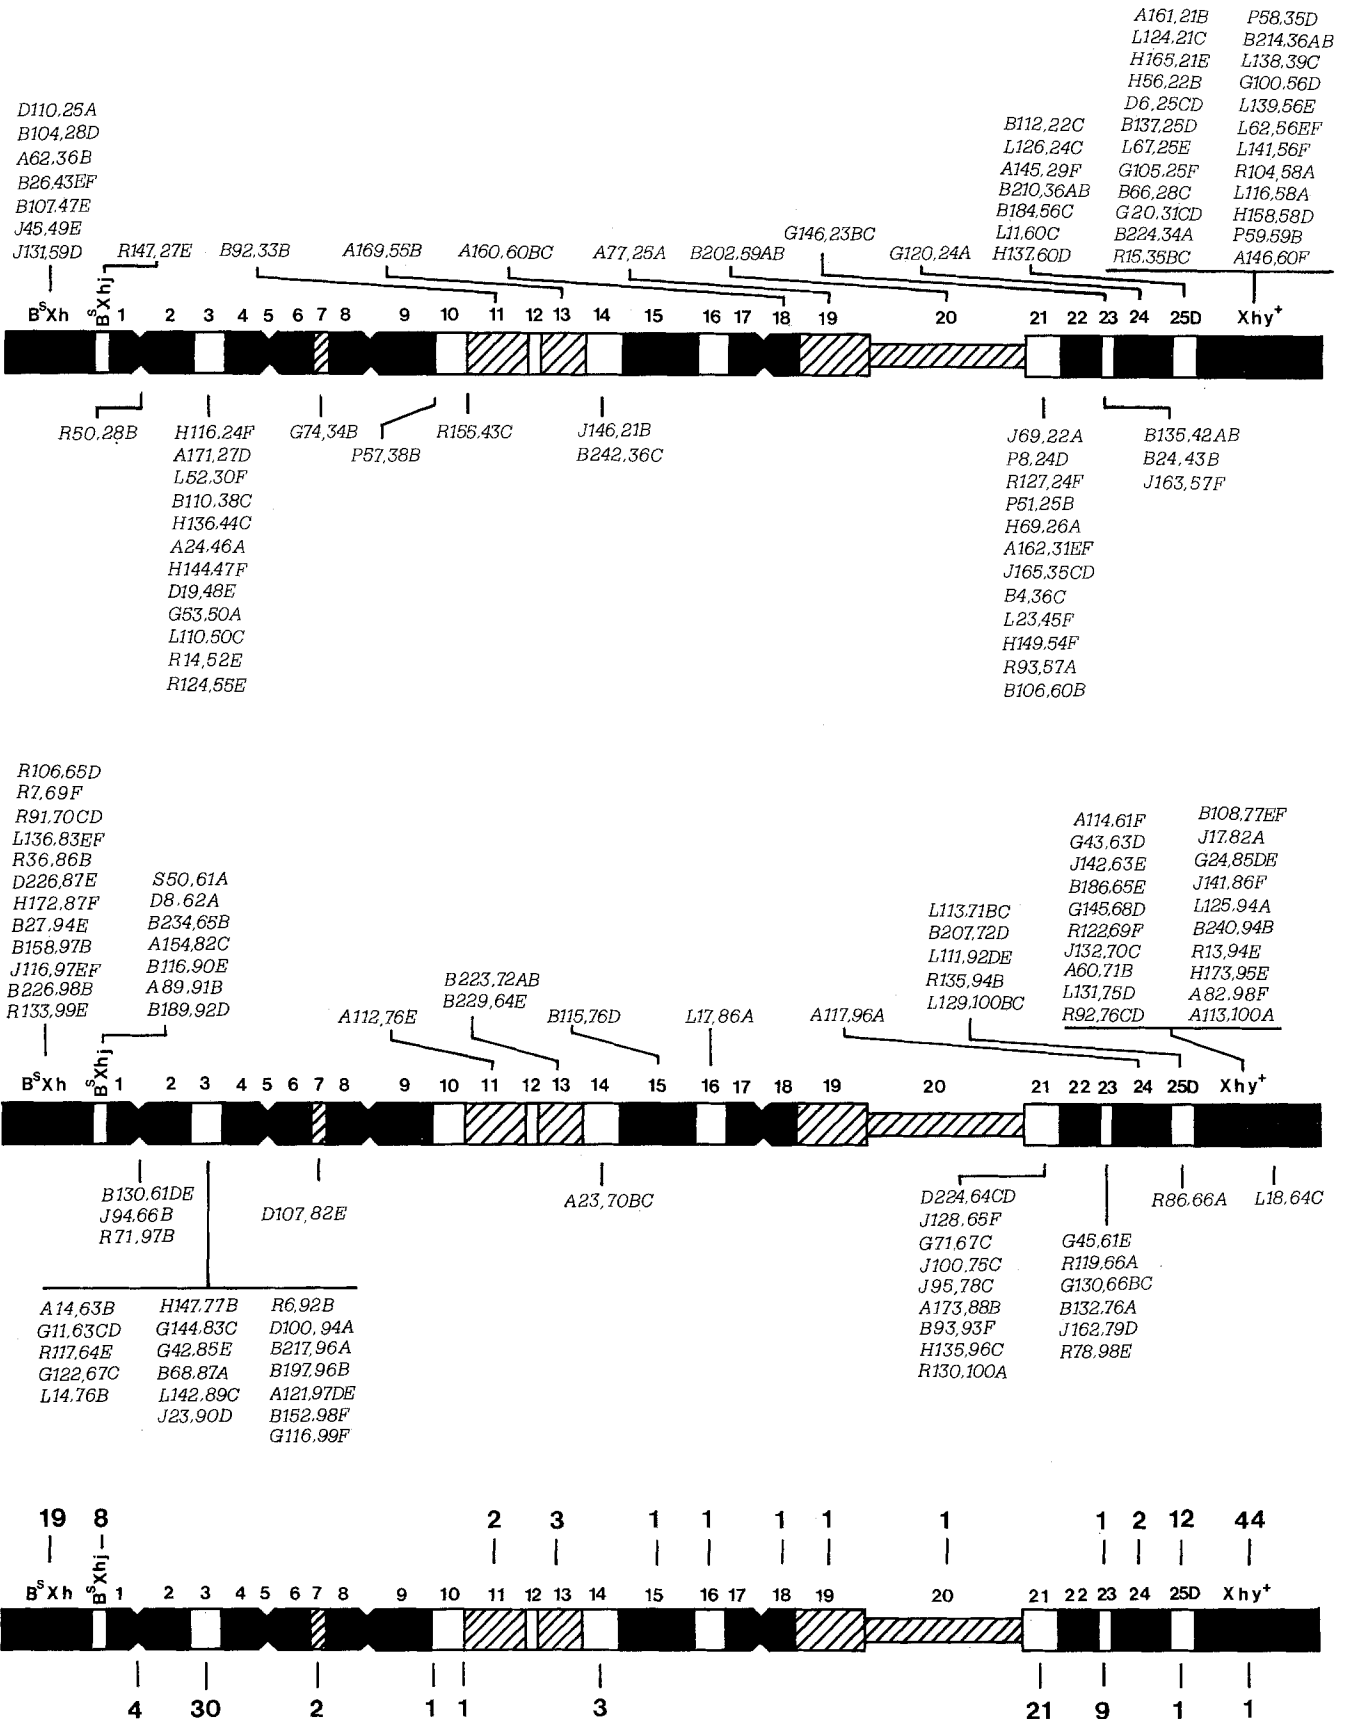 A161,21B P58,35D
L124,21C B214,36AB
H165,21E L138,39C
H56,22B G100,56D
D6,25CD L139,56E
B137,25D L62,56EF
L67,25E L141,56F
G105,25F R104,58A
B66,28C L116,58A
G20,31CD H158,58D
B224,34A P59,59B
R15,35BC A146,60F
D110,25A
B104,28D
A62,36B
B26,43EF
B107,47E
J45,49E
J131,59D
B112,22C
L126,24C
A145,29F
B210,36AB
B184,56C
L11,60C
H137,60D
R147,27E B92,33B A169,55B A160,60BC A77,25A B202,59AB G146,23BC G120,24A
BˢXh BˢXhj 1 2 3 4 5 6 7 8 9 10 11 12 13 14 15 16 17 18 19 20 21 22 23 24 25D Xhy⁺
R50,28B
H116,24F
A171,27D
L52,30F
B110,38C
H136,44C
A24,46A
H144,47F
D19,48E
G53,50A
L110,50C
R14,52E
R124,55E
G74,34B
P57,38B
R155,43C
J146,21B
B242,36C
J69,22A
P8,24D
R127,24F
P51,25B
H69,26A
A162,31EF
J165,35CD
B4,36C
L23,45F
H149,54F
R93,57A
B106,60B
B135,42AB
B24,43B
J163,57F
R106,65D
R7,69F
R91,70CD
L136,83EF
R36,86B
D226,87E
H172,87F
B27,94E
B158,97B
J116,97EF
B226,98B
R133,99E
S50,61A
D8,62A
B234,65B
A154,82C
B116,90E
A89,91B
B189,92D
A112,76E
B223,72AB
B229,64E
B115,76D
L17,86A
A117,96A
L113,71BC
B207,72D
L111,92DE
R135,94B
L129,100BC
A114,61F B108,77EF
G43,63D J17,82A
J142,63E G24,85DE
B186,65E J141,86F
G145,68D L125,94A
R122,69F B240,94B
J132,70C R13,94E
A60,71B H173,95E
L131,75D A82,98F
R92,76CD A113,100A
BˢXh BˢXhj 1 2 3 4 5 6 7 8 9 10 11 12 13 14 15 16 17 18 19 20 21 22 23 24 25D Xhy⁺
B130,61DE
J94,66B
R71,97B
D107,82E
A23,70BC
A14,63B H147,77B R6,92B
G11,63CD G144,83C D100,94A
R117,64E G42,85E B217,96A
G122,67C B68,87A B197,96B
L14,76B L142,89C A121,97DE
J23,90D B152,98F
G116,99F
D224,64CD
J128,65F
G71,67C
J100,75C
J95,78C
A173,88B
B93,93F
H135,96C
R130,100A
G45,61E
R119,66A
G130,66BC
B132,76A
J162,79D
R78,98E
R86,66A
L18,64C
19 8 2 3 1 1 1 1 1 1 2 12 44
BˢXh BˢXhj 1 2 3 4 5 6 7 8 9 10 11 12 13 14 15 16 17 18 19 20 21 22 23 24 25D Xhy⁺
4 30 2 1 1 3 21 9 1 1